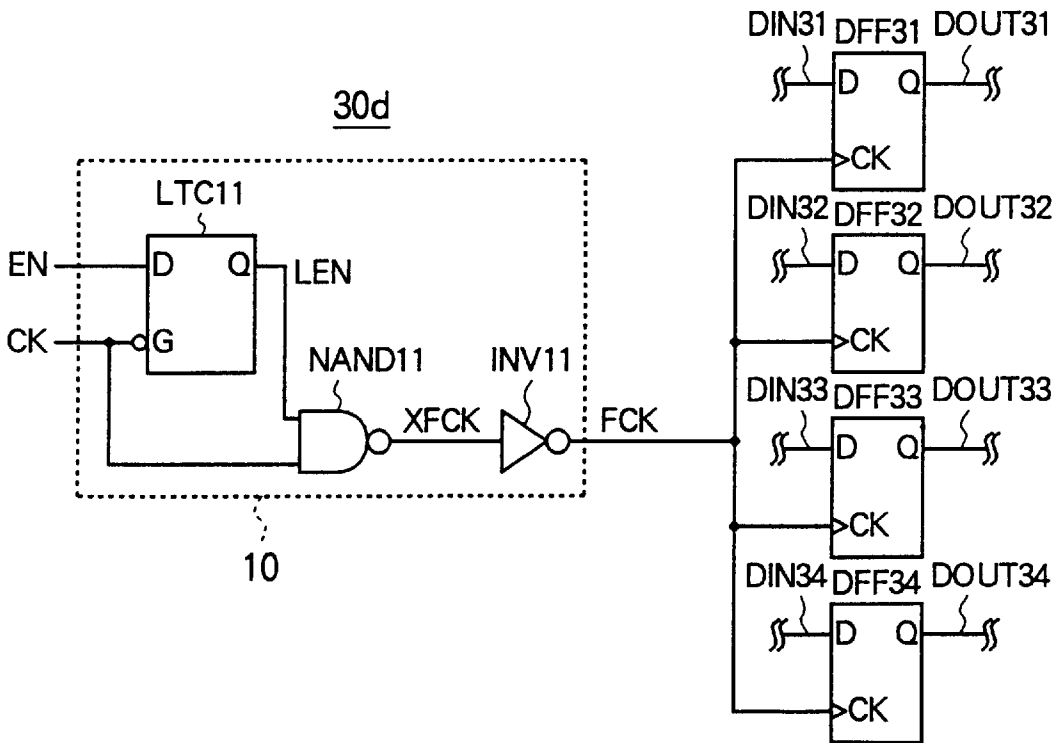 30d
LTC11
EN
D
Q
LEN
CK
G
NAND11
INV11
XFCK
FCK
10
DIN31
DFF31
DOUT31
D
Q
CK
DIN32
DFF32
DOUT32
D
Q
CK
DIN33
DFF33
DOUT33
D
Q
CK
DIN34
DFF34
DOUT34
D
Q
CK